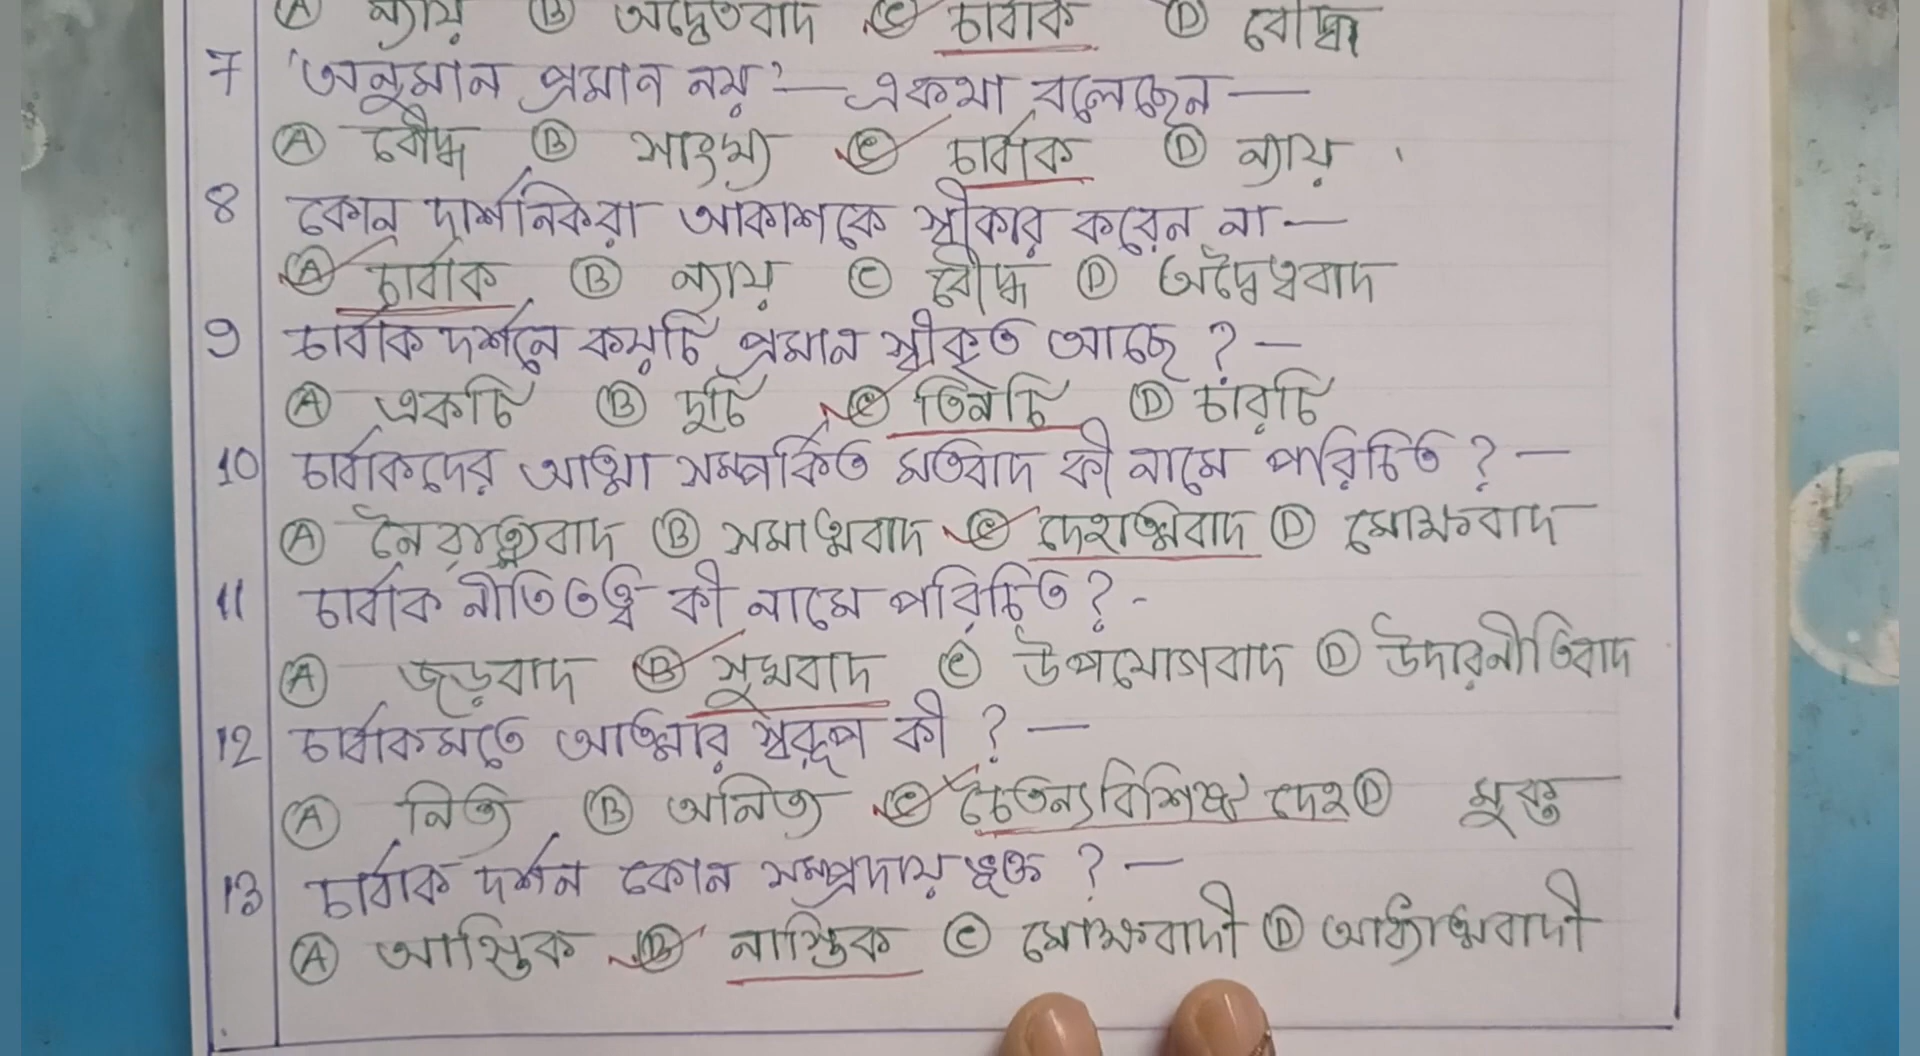 Ⓐ ন্যায় Ⓑ অদ্বৈতবাদ Ⓒ চার্বাক Ⓓ বৌদ্ধ
7 'অনুমান প্রমান নয়' — একথা বলেছেন —
Ⓐ বৌদ্ধ Ⓑ সাংখ্য Ⓒ চার্বাক Ⓓ ন্যায়
8 কোন দার্শনিকরা আকাশকে স্বীকার করেন না —
Ⓐ চার্বাক Ⓑ ন্যায় Ⓒ বৌদ্ধ Ⓓ অদ্বৈত্ববাদ
9 চার্বাক দর্শনে কয়টি প্রমান স্বীকৃত আছে ? —
Ⓐ একটি Ⓑ দুটি Ⓒ তিনটি Ⓓ চারটি
10 চার্বাকদের আত্মা সম্পর্কিত মতবাদ কী নামে পরিচিত ? —
Ⓐ নৈরাত্ম্যবাদ Ⓑ সমাত্মবাদ Ⓒ দেহাত্মবাদ Ⓓ মোক্ষবাদ
11 চার্বাক নীতিতত্ত্ব কী নামে পরিচিত ? -
Ⓐ জড়বাদ Ⓑ সুখবাদ Ⓒ উপযোগবাদ Ⓓ উদারনীতিবাদ
12 চার্বাকমতে আত্মার স্বরূপ কী ? —
Ⓐ নিত্য Ⓑ অনিত্য Ⓒ চৈতন্যবিশিষ্ট দেহ Ⓓ মুক্ত
13 চার্বাক দর্শন কোন সম্প্রদায় ভুক্ত ? —
Ⓐ আস্তিক Ⓑ নাস্তিক Ⓒ মোক্ষবাদী Ⓓ আধ্যাত্মবাদী